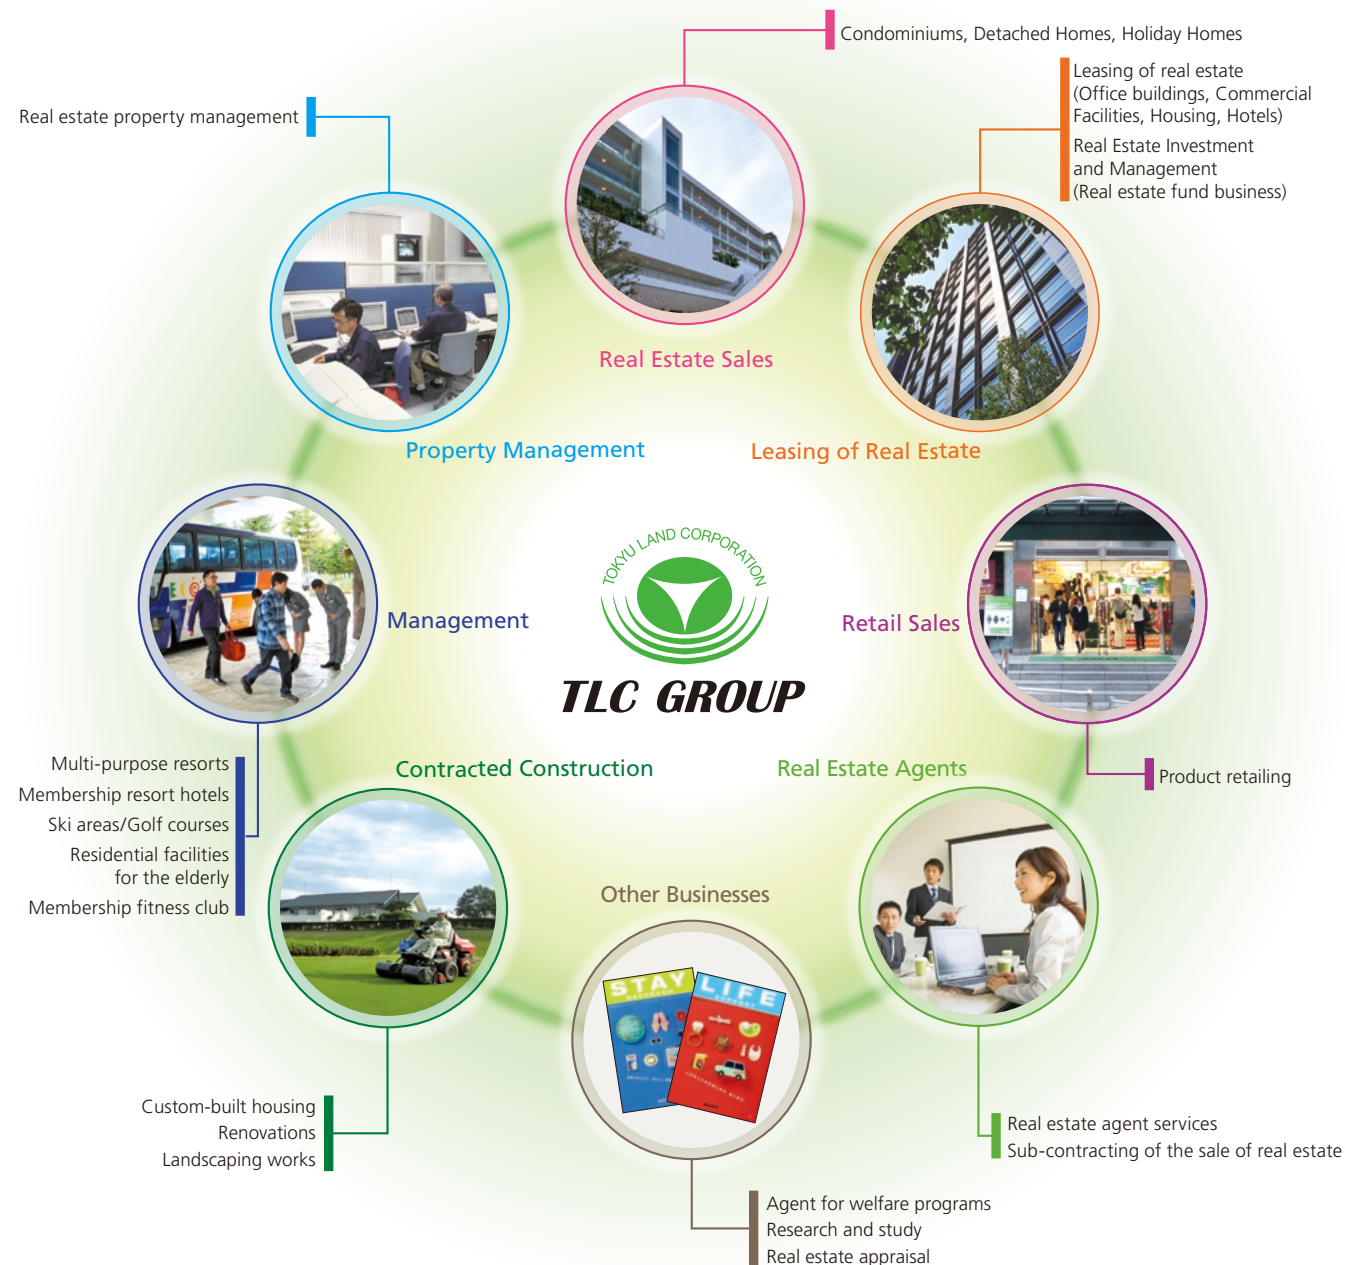 Condominiums, Detached Homes, Holiday Homes
Leasing of real estate
(Office buildings, Commercial
Facilities, Housing, Hotels)
Real Estate Investment
and Management
(Real estate fund business)
Real estate property management
Real Estate Sales
Property Management
Leasing of Real Estate
TOKYU LAND CORPORATION
TLC GROUP
Management
Retail Sales
Multi-purpose resorts
Membership resort hotels
Ski areas/Golf courses
Residential facilities
for the elderly
Membership fitness club
Contracted Construction
Real Estate Agents
Product retailing
Other Businesses
STAY
LIFE
SUPPORT
Custom-built housing
Renovations
Landscaping works
Real estate agent services
Sub-contracting of the sale of real estate
Agent for welfare programs
Research and study
Real estate appraisal